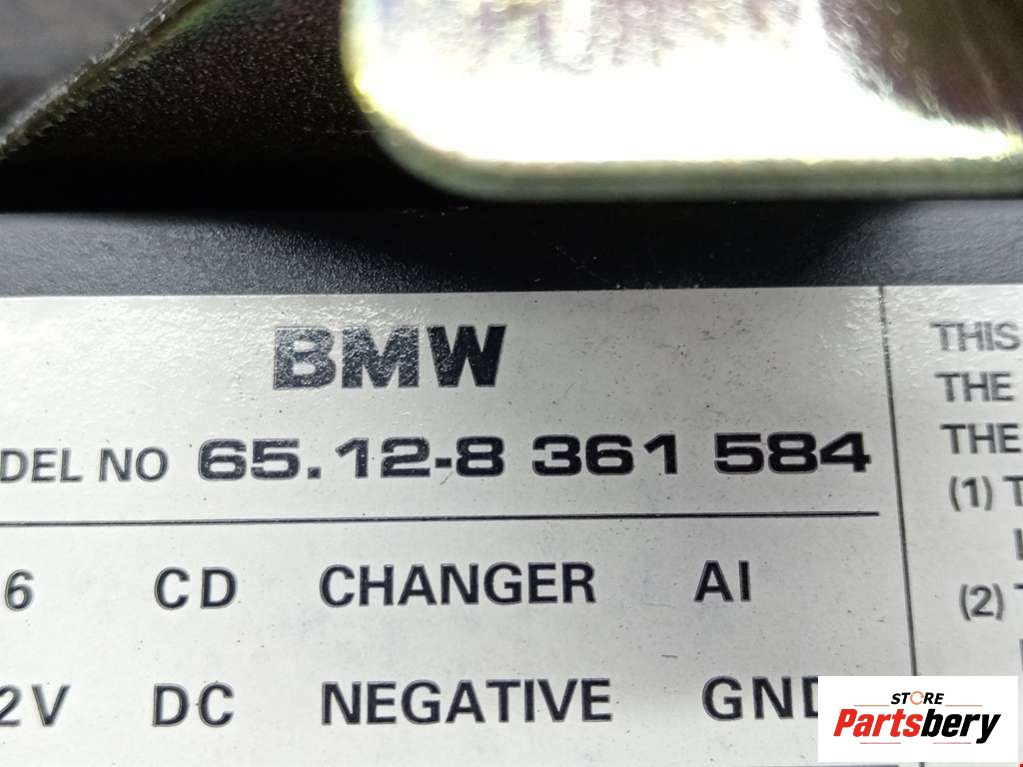 BMW
DEL NO 65.12-8 361 584
6 CD CHANGER AI
2V DC NEGATIVE GND
THIS
THE
THE
(1) T
(2)
STORE
Partsbery